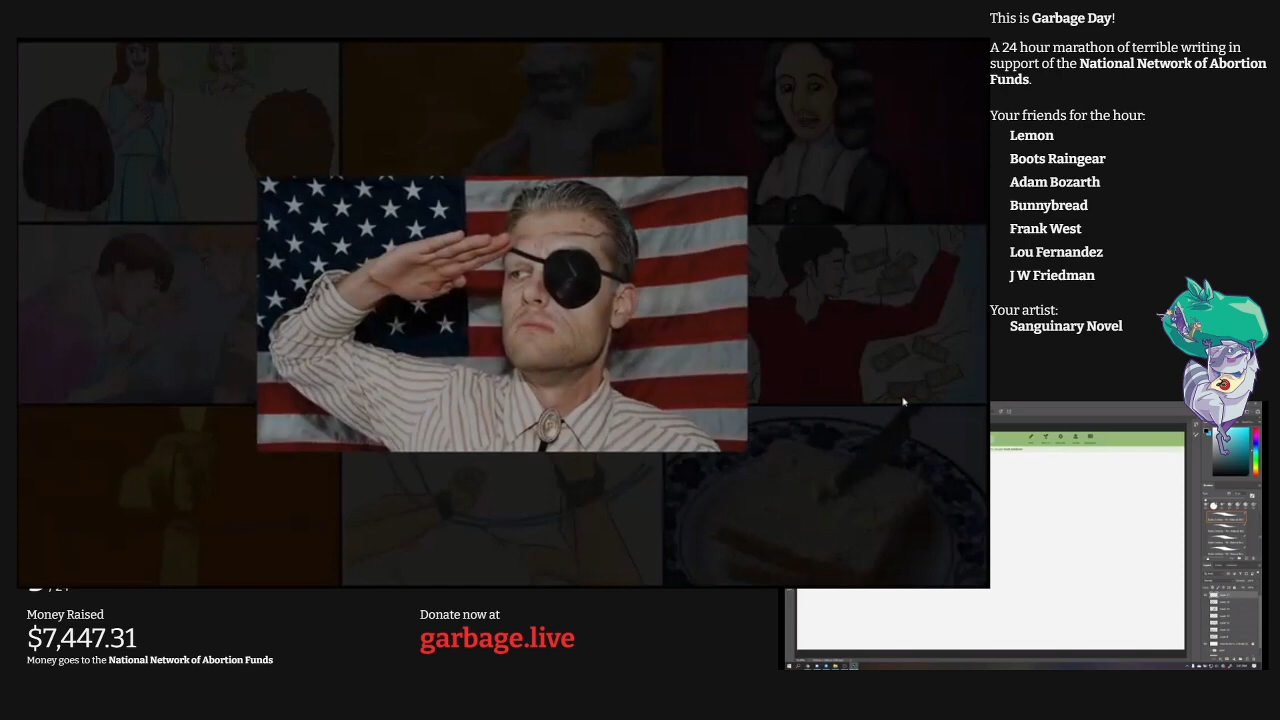 This is Garbage Day!
A 24 hour marathon of terrible writing in
support of the National Network of Abortion
Funds.
Your friends for the hour:
Lemon
Boots Raingear
Adam Bozarth
Bunnybread
Frank West
Lou Fernandez
J W Friedman
Your artist:
Sanguinary Novel
Money Raised
$7,447.31
Money goes to the National Network of Abortion Funds
Donate now at
garbage.live